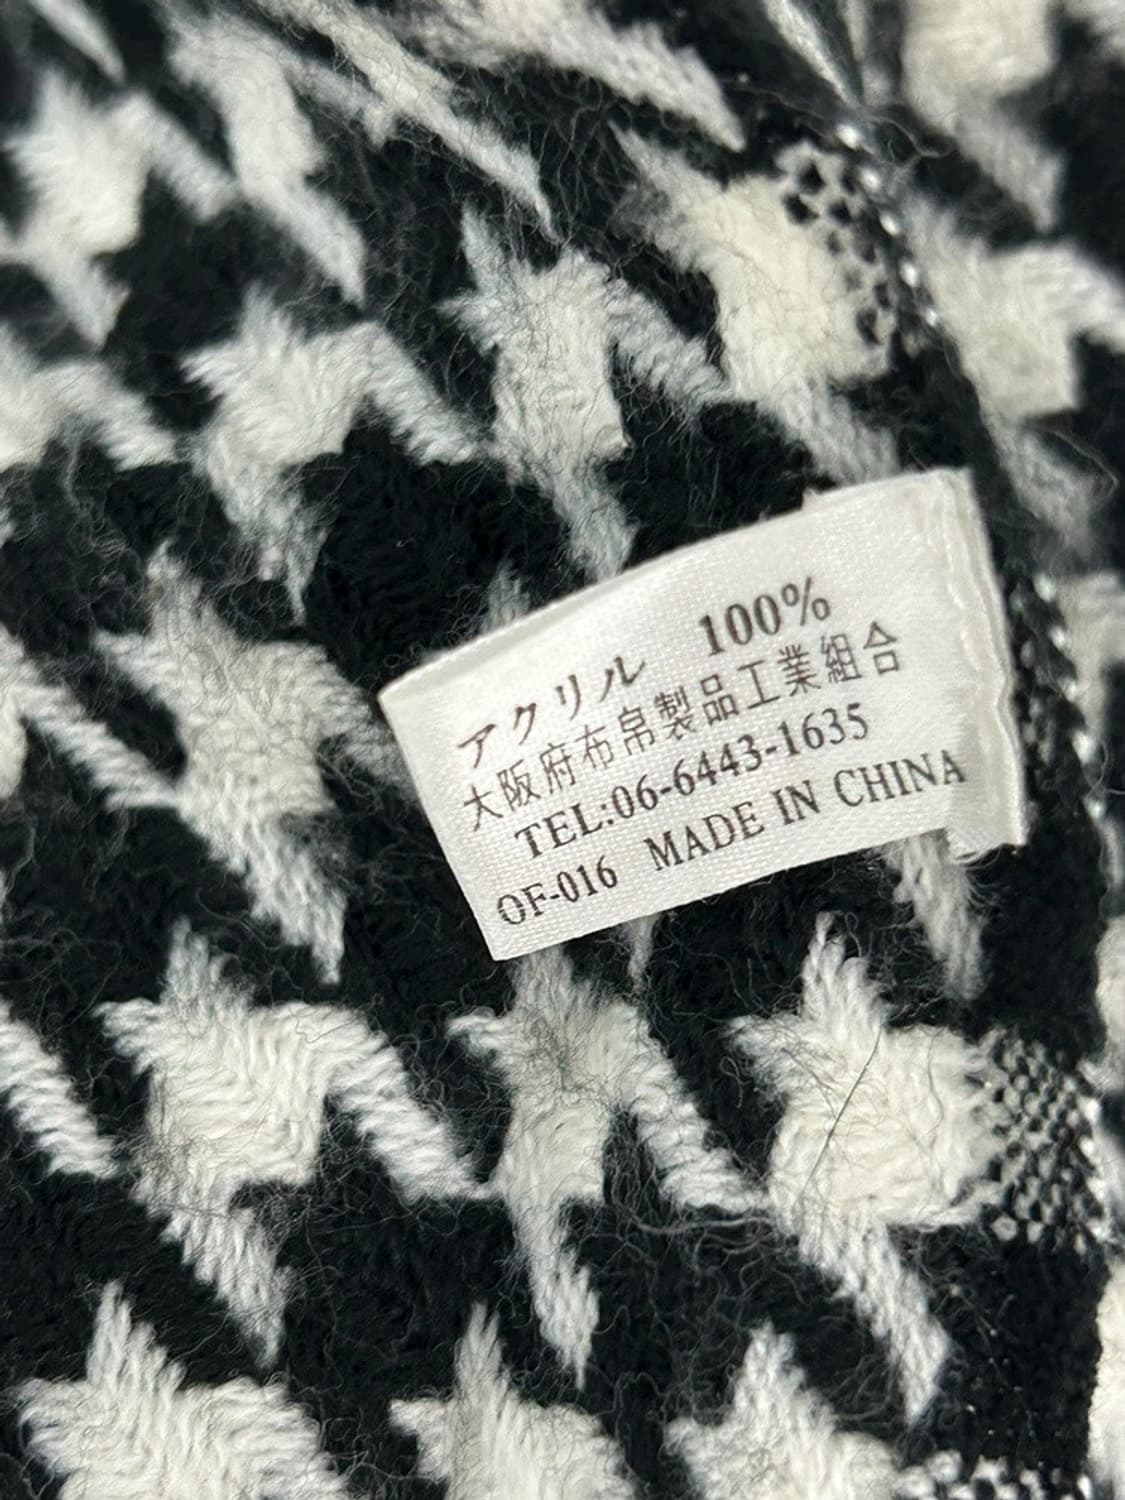 アクリル 100%
大阪府布帛製品工業組合
TEL:06-6443-1635
OF-016 MADE IN CHINA